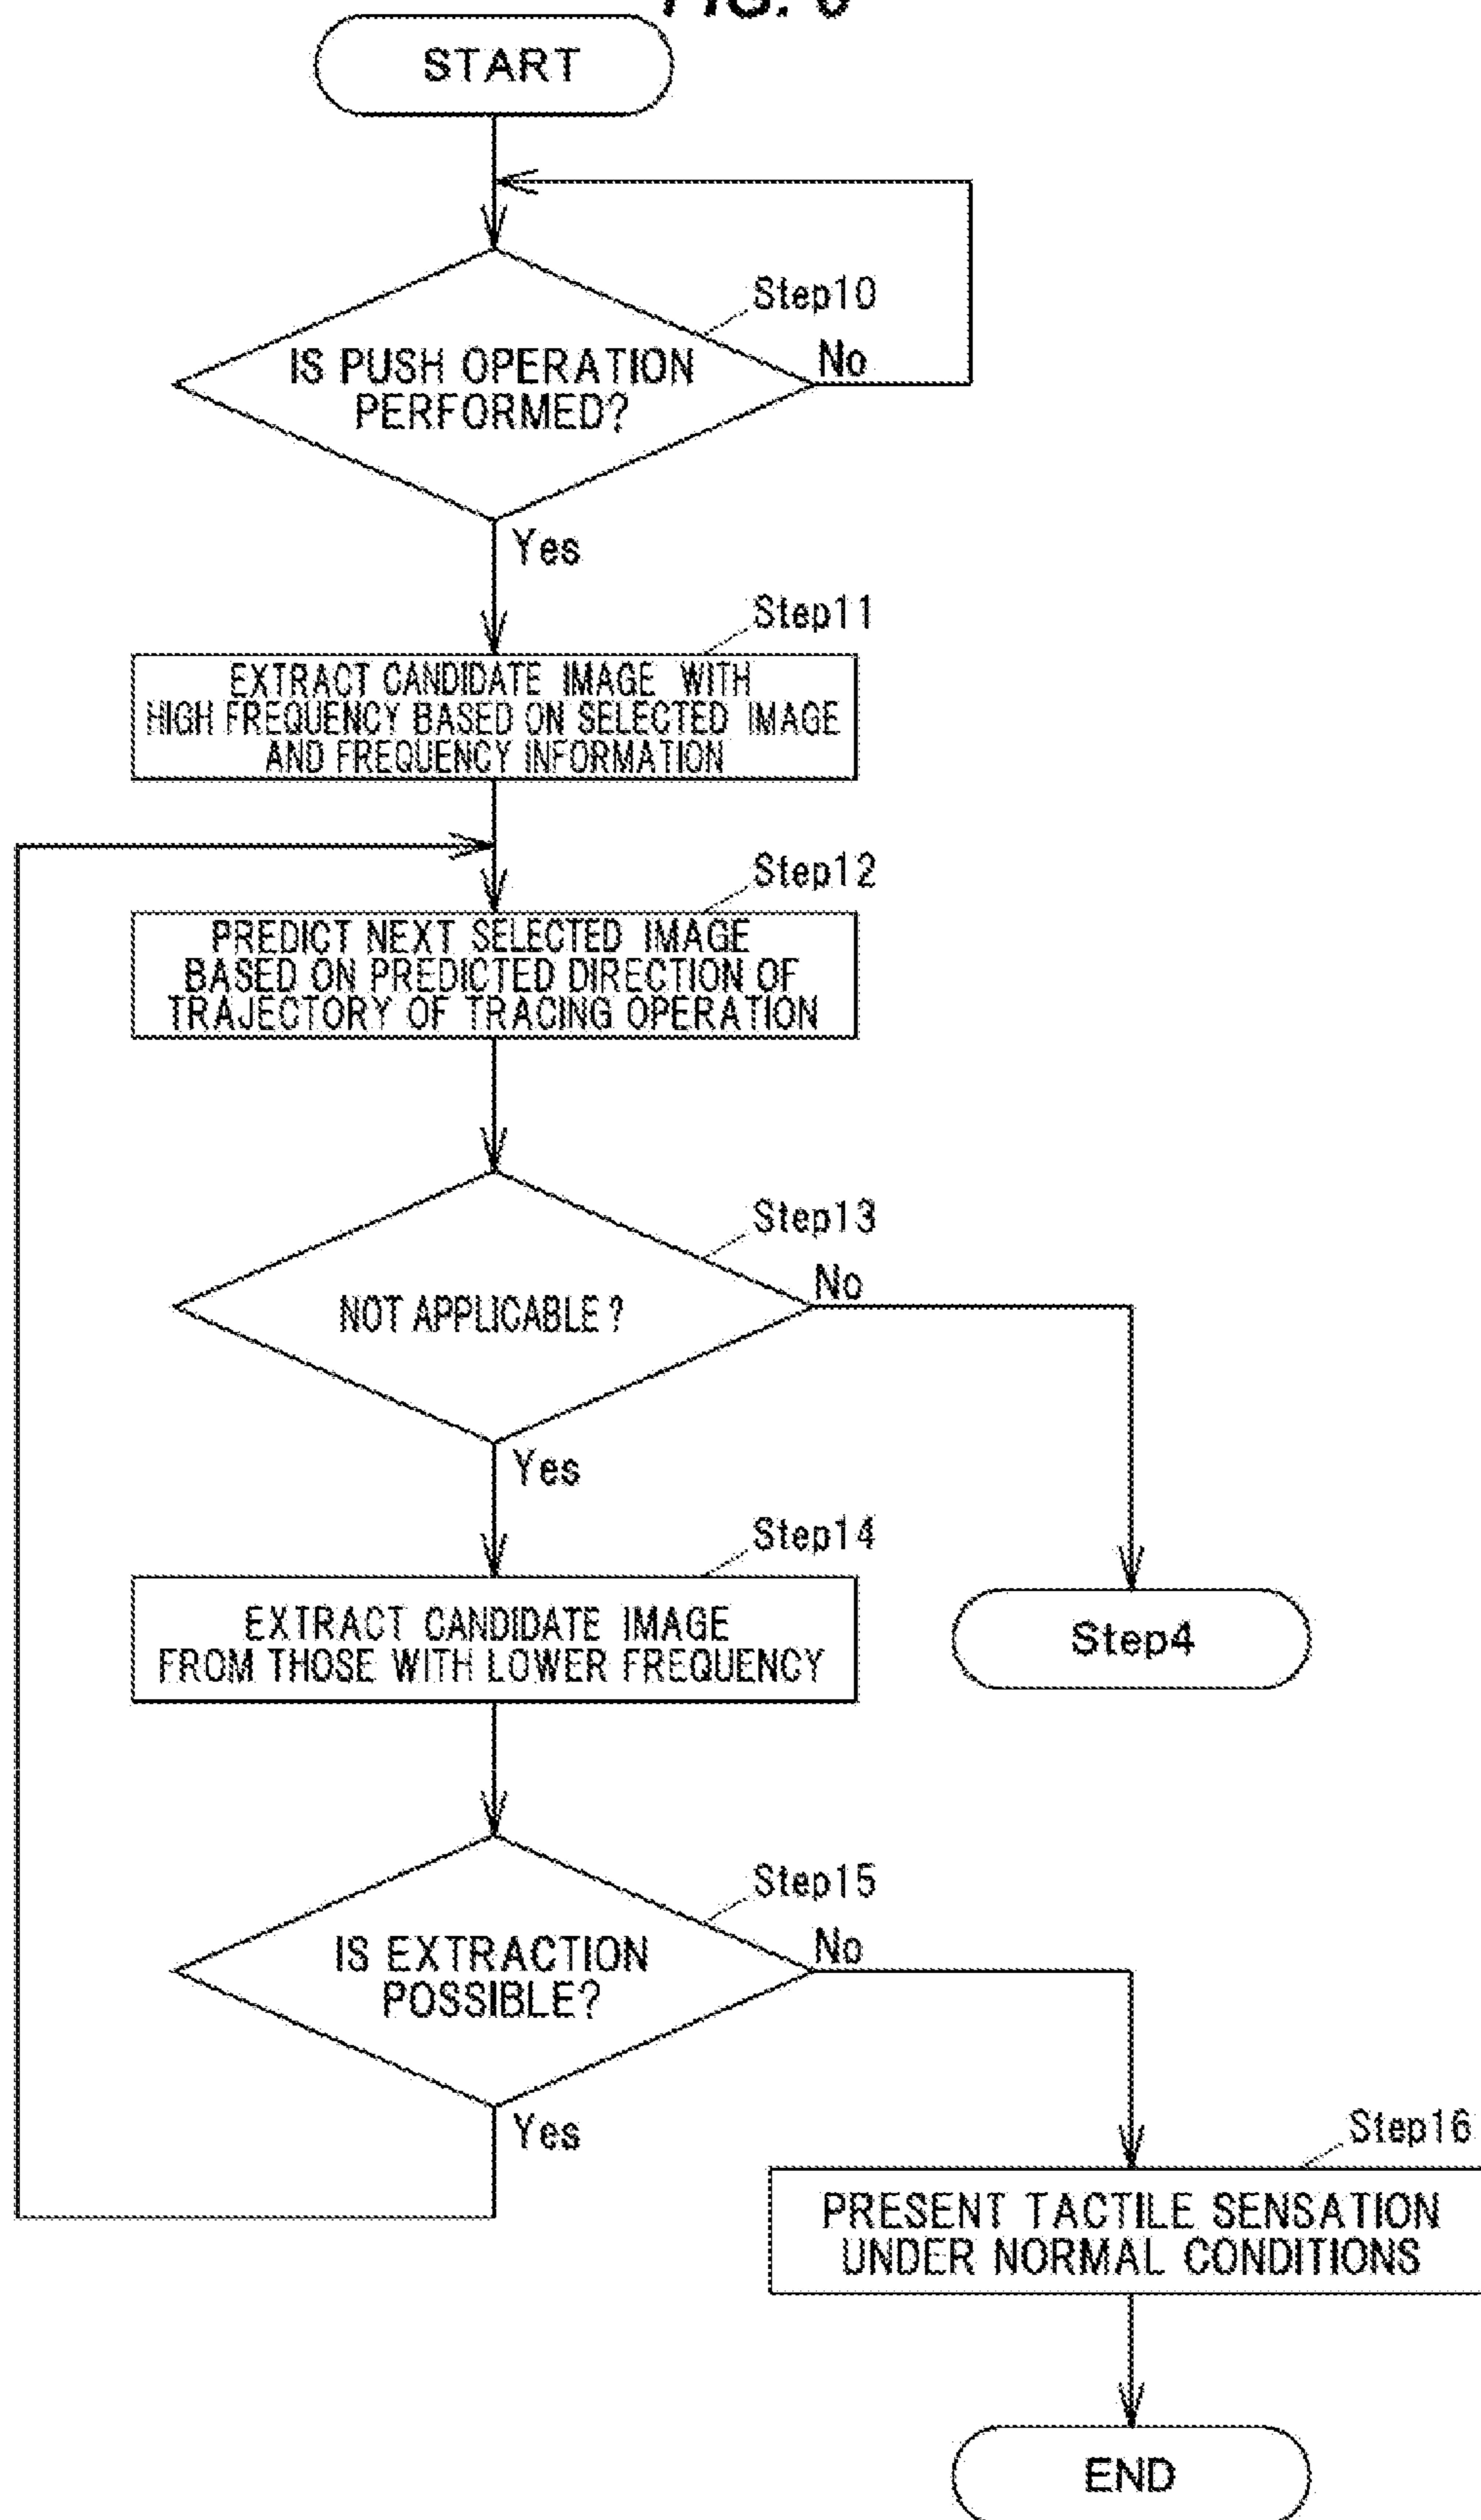 START
Step10
IS PUSH OPERATION
PERFORMED?
No
Yes
Step11
EXTRACT CANDIDATE IMAGE WITH
HIGH FREQUENCY BASED ON SELECTED IMAGE
AND FREQUENCY INFORMATION
Step12
PREDICT NEXT SELECTED IMAGE
BASED ON PREDICTED DIRECTION OF
TRAJECTORY OF TRACING OPERATION
Step13
NOT APPLICABLE?
No
Yes
Step14
EXTRACT CANDIDATE IMAGE
FROM THOSE WITH LOWER FREQUENCY
Step4
Step15
IS EXTRACTION
POSSIBLE?
No
Yes
Step16
PRESENT TACTILE SENSATION
UNDER NORMAL CONDITIONS
END